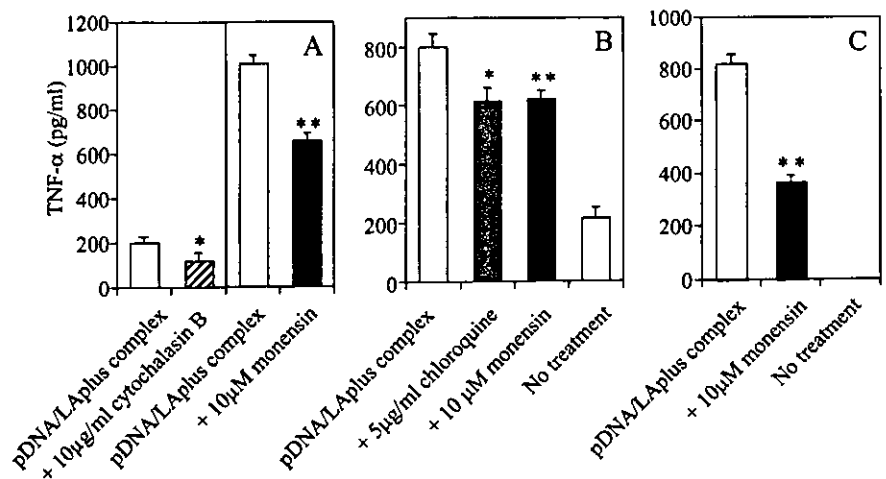 TNF-α (pg/ml)
A
1200
1000
800
600
400
200
0
*
**
pDNA/LAplus complex
+ 10μg/ml cytochalasin B
pDNA/LAplus complex
+ 10μM monensin
B
800
600
400
200
0
*
**
pDNA/LAplus complex
+ 5μg/ml chloroquine
+ 10 μM monensin
No treatment
C
1000
800
600
400
200
0
**
pDNA/LAplus complex
+ 10μM monensin
No treatment